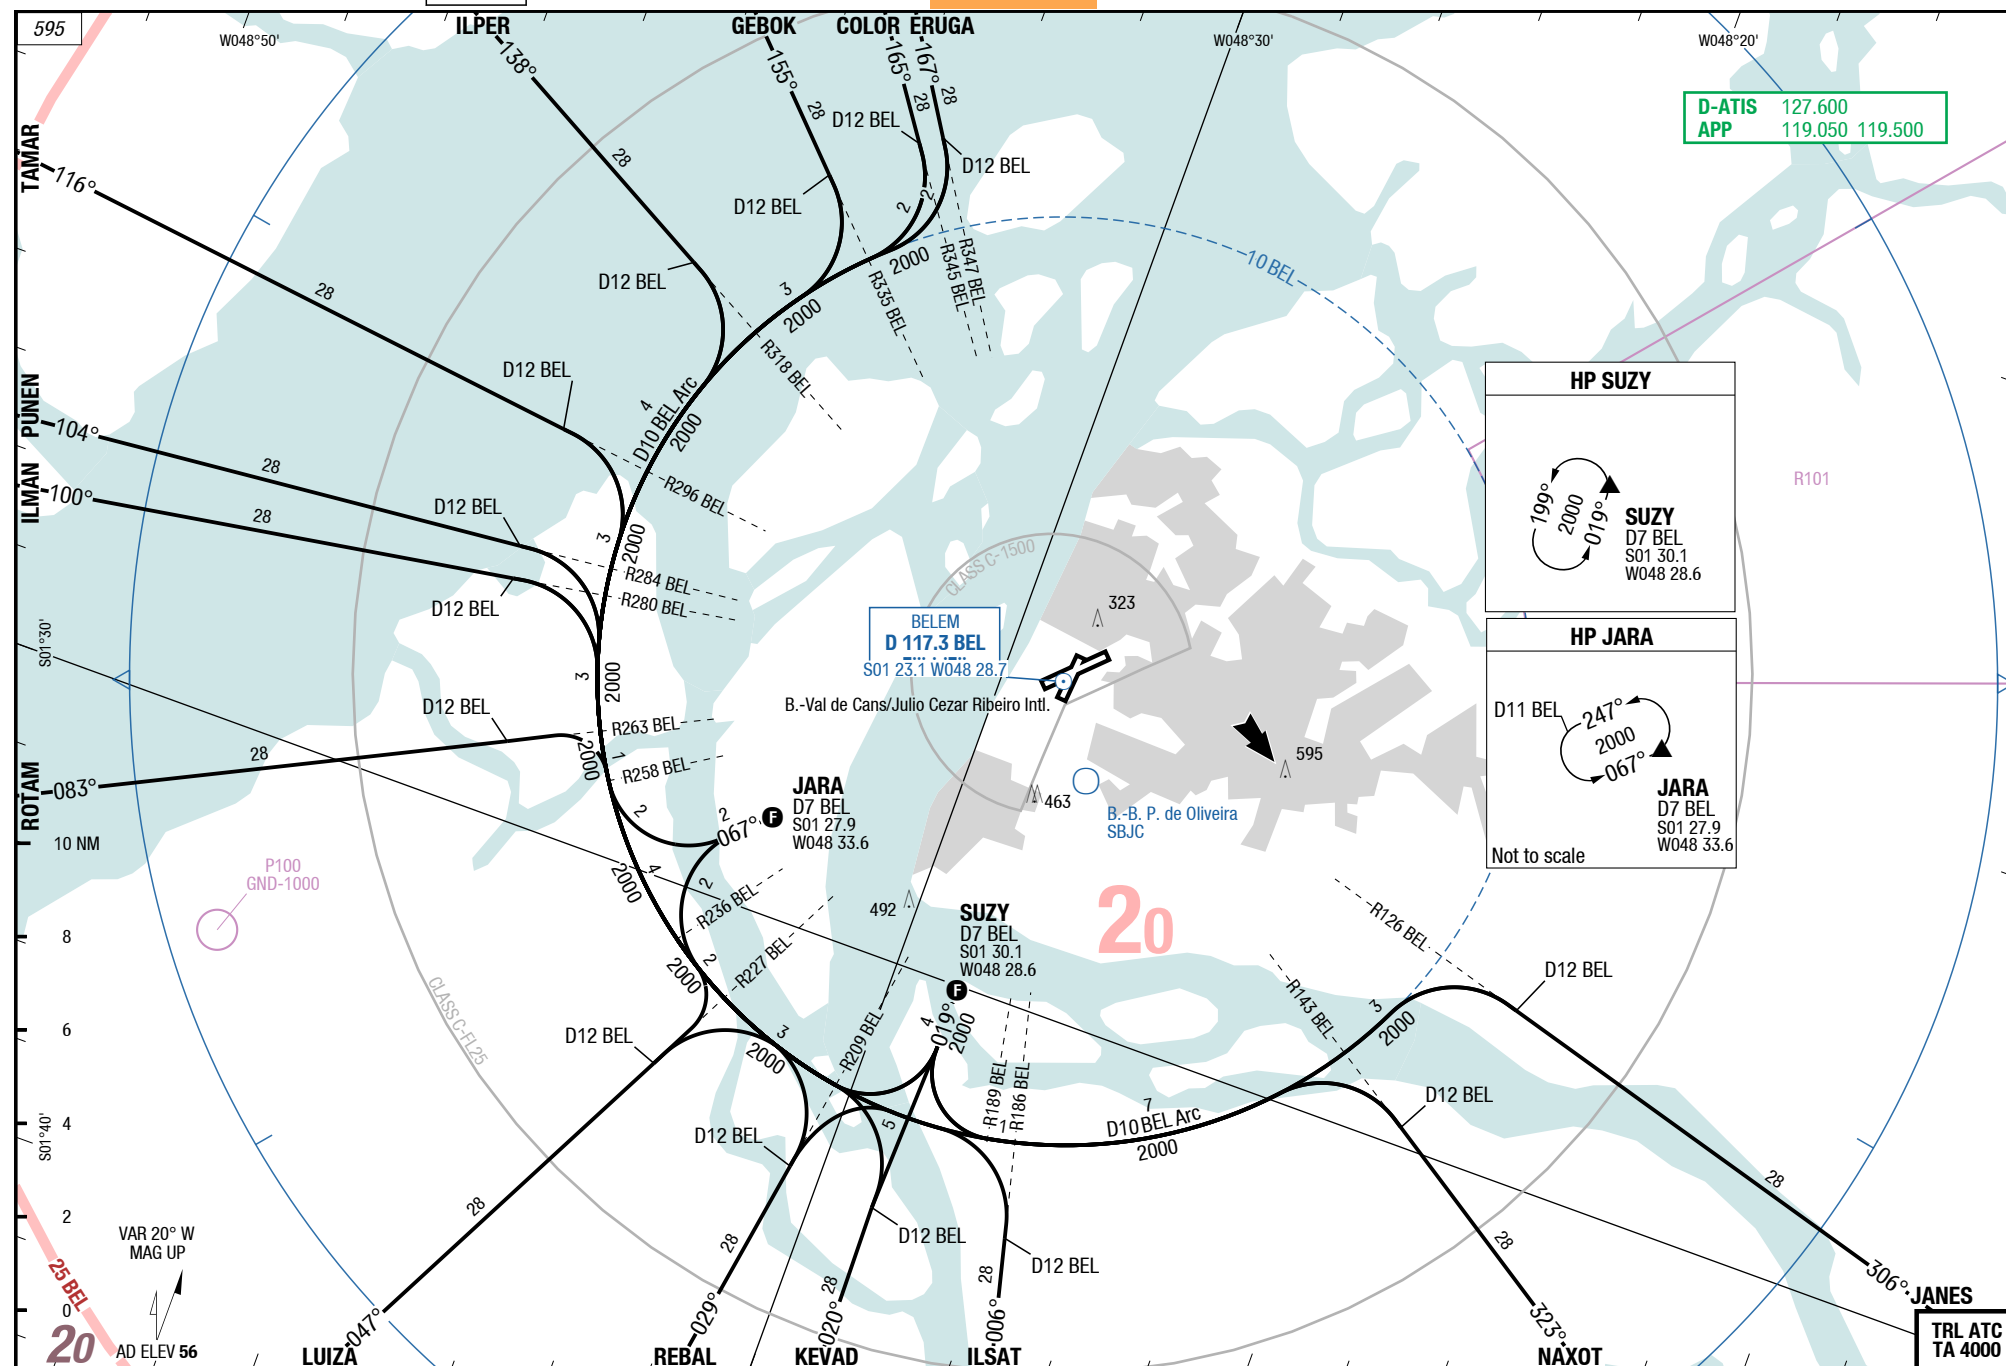 595
W048°50'
ILPER
GEBOK
COLOR
ERUGA
W048°30'
W048°20'
138°
155°
165°
167°
28
28
28
28
D-ATIS 127.600
APP 119.050 119.500
TAMAR
116°
D12 BEL
D12 BEL
D12 BEL
D12 BEL
2
2
2000
R347 BEL
R345 BEL
R335 BEL
10 BEL
28
D12 BEL
3
2000
R318 BEL
HP SUZY
199°
2000
019°
SUZY
D7 BEL
S01 30.1
W048 28.6
PUNEN
104°
D12 BEL
4
D10 BEL Arc
2000
R296 BEL
R101
ILMAN
100°
28
28
D12 BEL
3
2000
R284 BEL
R280 BEL
D12 BEL
CLASS C-1500
323
BELEM
D 117.3 BEL
S01 23.1 W048 28.7
B.-Val de Cans/Julio Cezar Ribeiro Intl.
HP JARA
D11 BEL
247°
2000
067°
JARA
D7 BEL
S01 27.9
W048 33.6
Not to scale
S01°30'
3
2000
D12 BEL
R263 BEL
R258 BEL
28
2000
1
ROTAM
083°
595
463
B.-B. P. de Oliveira
SBJC
JARA
D7 BEL
S01 27.9
W048 33.6
F
2
2
067°
10 NM
P100
GND-1000
4
2000
2
R236 BEL
492
20
R126 BEL
SUZY
D7 BEL
S01 30.1
W048 28.6
F
8
CLASS C-FL25
2
2000
R227 BEL
R143 BEL
D12 BEL
6
D12 BEL
3
2000
R209 BEL
4
019°
2000
R189 BEL
R186 BEL
3
2000
D12 BEL
S01°40'
4
D12 BEL
5
1
7
D10 BEL Arc
2000
2
28
28
D12 BEL
28
D12 BEL
28
28
28
VAR 20° W
MAG UP
25 BEL
0
20
AD ELEV 56
047°
LUIZA
029°
REBAL
020°
KEVAD
006°
ILSAT
323°
NAXOT
306°
JANES
TRL ATC
TA 4000